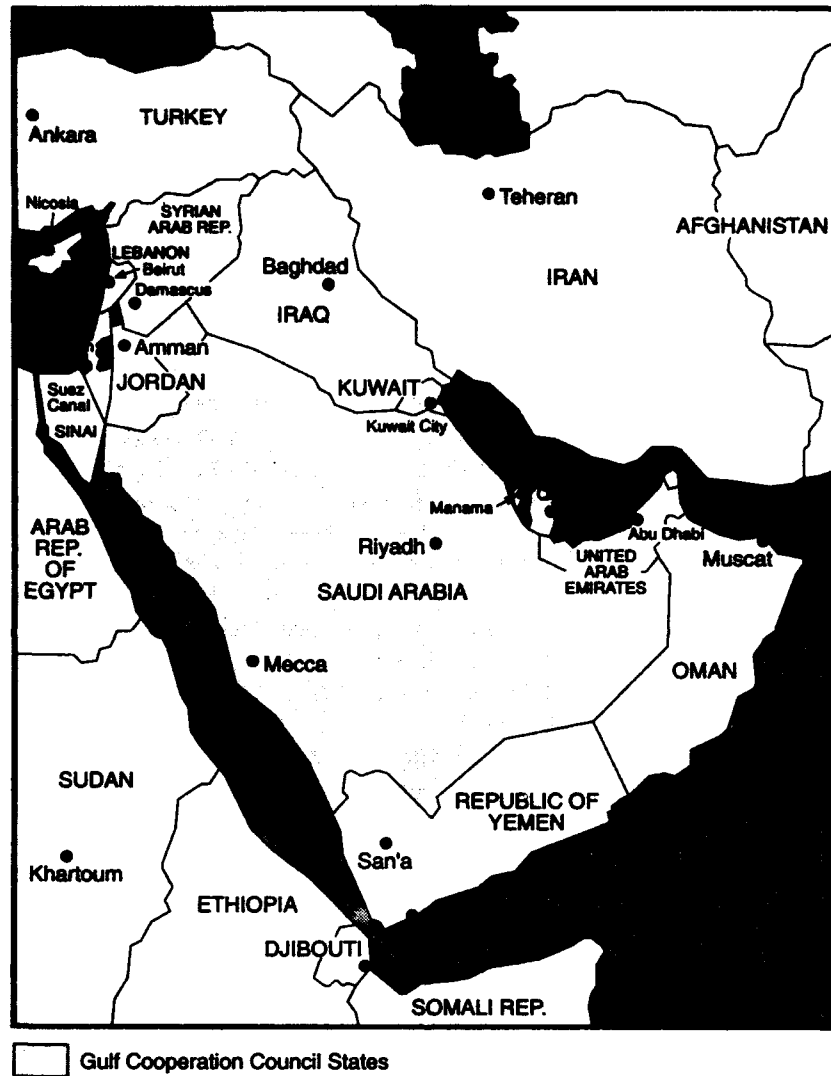 TURKEY
Ankara
Teheran
Nicosia
SYRIAN
ARAB REP.
AFGHANISTAN
LEBANON
Beirut
Baghdad
IRAN
Damascus
IRAQ
Amman
JORDAN
KUWAIT
Suez
Canal
Kuwait City
SINAI
Manama
ARAB
REP.
OF
EGYPT
Riyadh
Abu Dhabi
UNITED
ARAB
EMIRATES
Muscat
SAUDI ARABIA
Mecca
OMAN
SUDAN
REPUBLIC OF
YEMEN
San'a
Khartoum
ETHIOPIA
DJIBOUTI
SOMALI REP.
Gulf Cooperation Council States